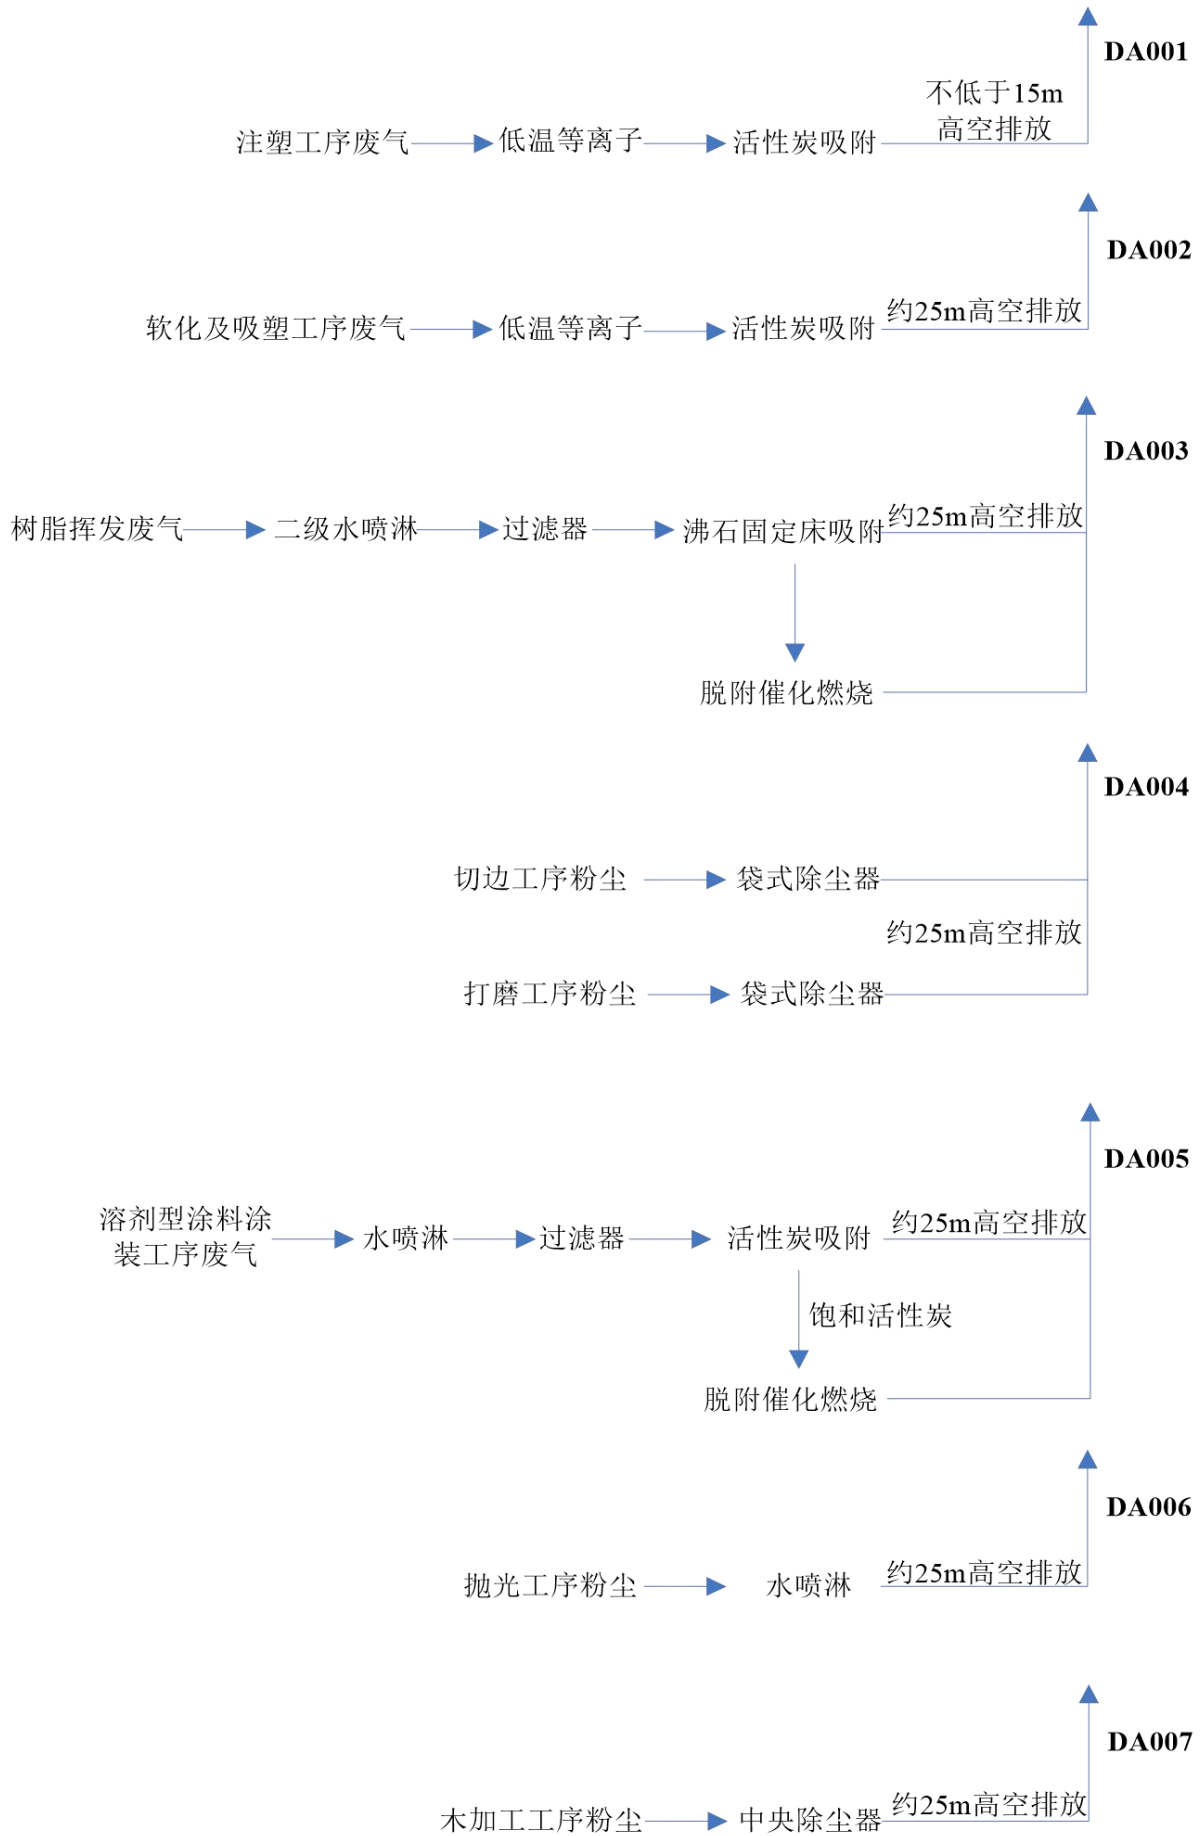 DA001
不低于15m
高空排放
注塑工序废气
低温等离子
活性炭吸附
DA002
软化及吸塑工序废气
低温等离子
活性炭吸附
约25m高空排放
DA003
树脂挥发废气
二级水喷淋
过滤器
沸石固定床吸附
约25m高空排放
脱附催化燃烧
DA004
切边工序粉尘
袋式除尘器
约25m高空排放
打磨工序粉尘
袋式除尘器
DA005
溶剂型涂料涂
装工序废气
水喷淋
过滤器
活性炭吸附
约25m高空排放
饱和活性炭
脱附催化燃烧
DA006
抛光工序粉尘
水喷淋
约25m高空排放
DA007
木加工工序粉尘
中央除尘器
约25m高空排放